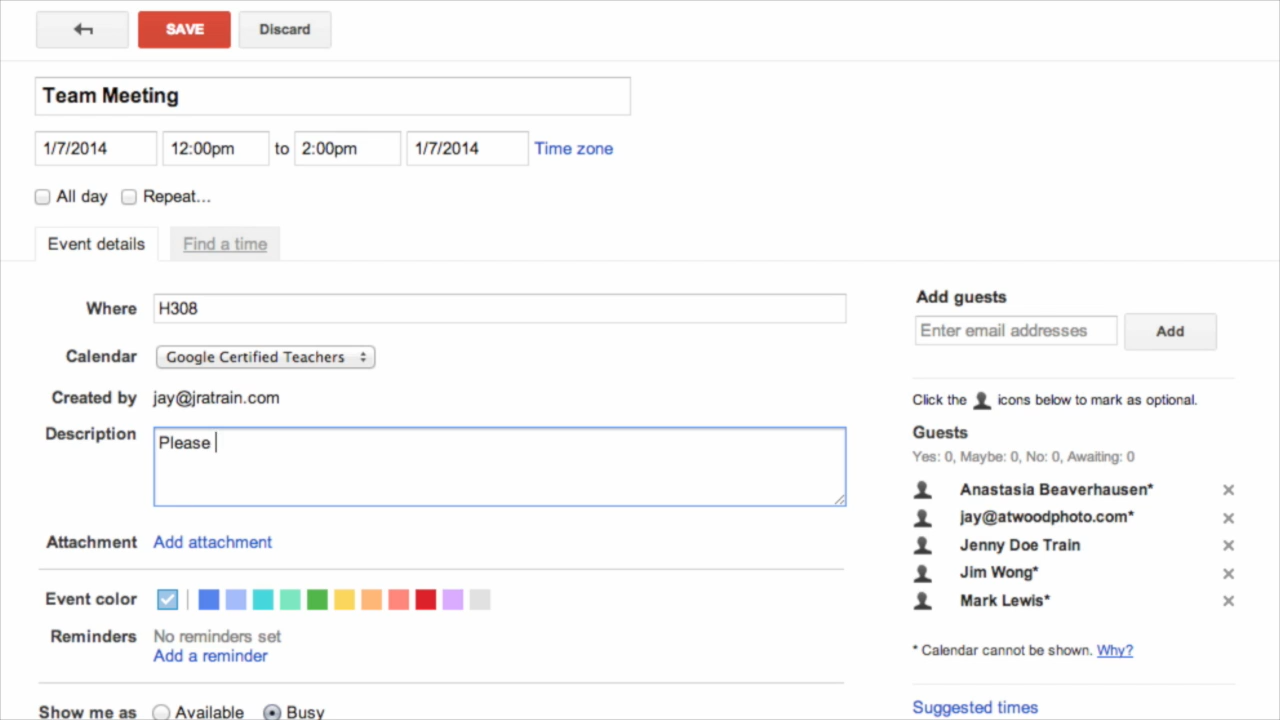 SAVE Discard
Team Meeting
1/7/2014 12:00pm to 2:00pm 1/7/2014 Time zone
All day Repeat...
Event details Find a time
Where H308
Calendar Google Certified Teachers
Created by jay@jratrain.com
Description Please
Attachment Add attachment
Event color
Reminders No reminders set
Add a reminder
Show me as Available Busy
Add guests
Enter email addresses Add
Click the icons below to mark as optional.
Guests
Yes: 0, Maybe: 0, No: 0, Awaiting: 0
Anastasia Beaverhausen*
jay@atwoodphoto.com*
Jenny Doe Train
Jim Wong*
Mark Lewis*
* Calendar cannot be shown. Why?
Suggested times